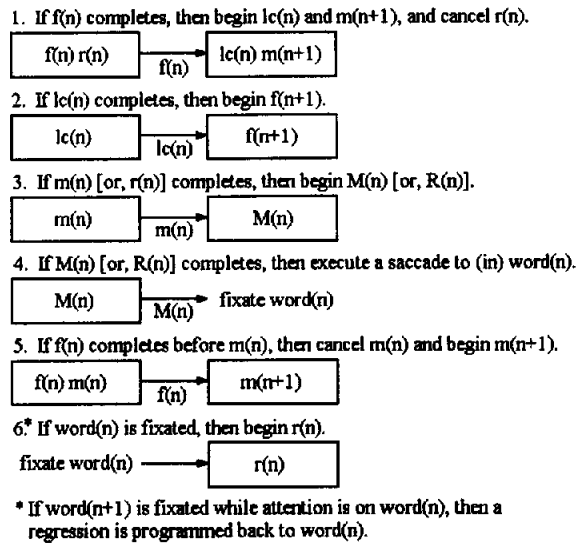 1. If f(n) completes, then begin lc(n) and m(n+1), and cancel r(n).
f(n) r(n)
f(n)
lc(n) m(n+1)
2. If lc(n) completes, then begin f(n+1).
lc(n)
lc(n)
f(n+1)
3. If m(n) [or, r(n)] completes, then begin M(n) [or, R(n)].
m(n)
m(n)
M(n)
4. If M(n) [or, R(n)] completes, then execute a saccade to (in) word(n).
M(n)
M(n)
fixate word(n)
5. If f(n) completes before m(n), then cancel m(n) and begin m(n+1).
f(n) m(n)
f(n)
m(n+1)
6.* If word(n) is fixated, then begin r(n).
fixate word(n)
r(n)
* If word(n+1) is fixated while attention is on word(n), then a
regression is programmed back to word(n).